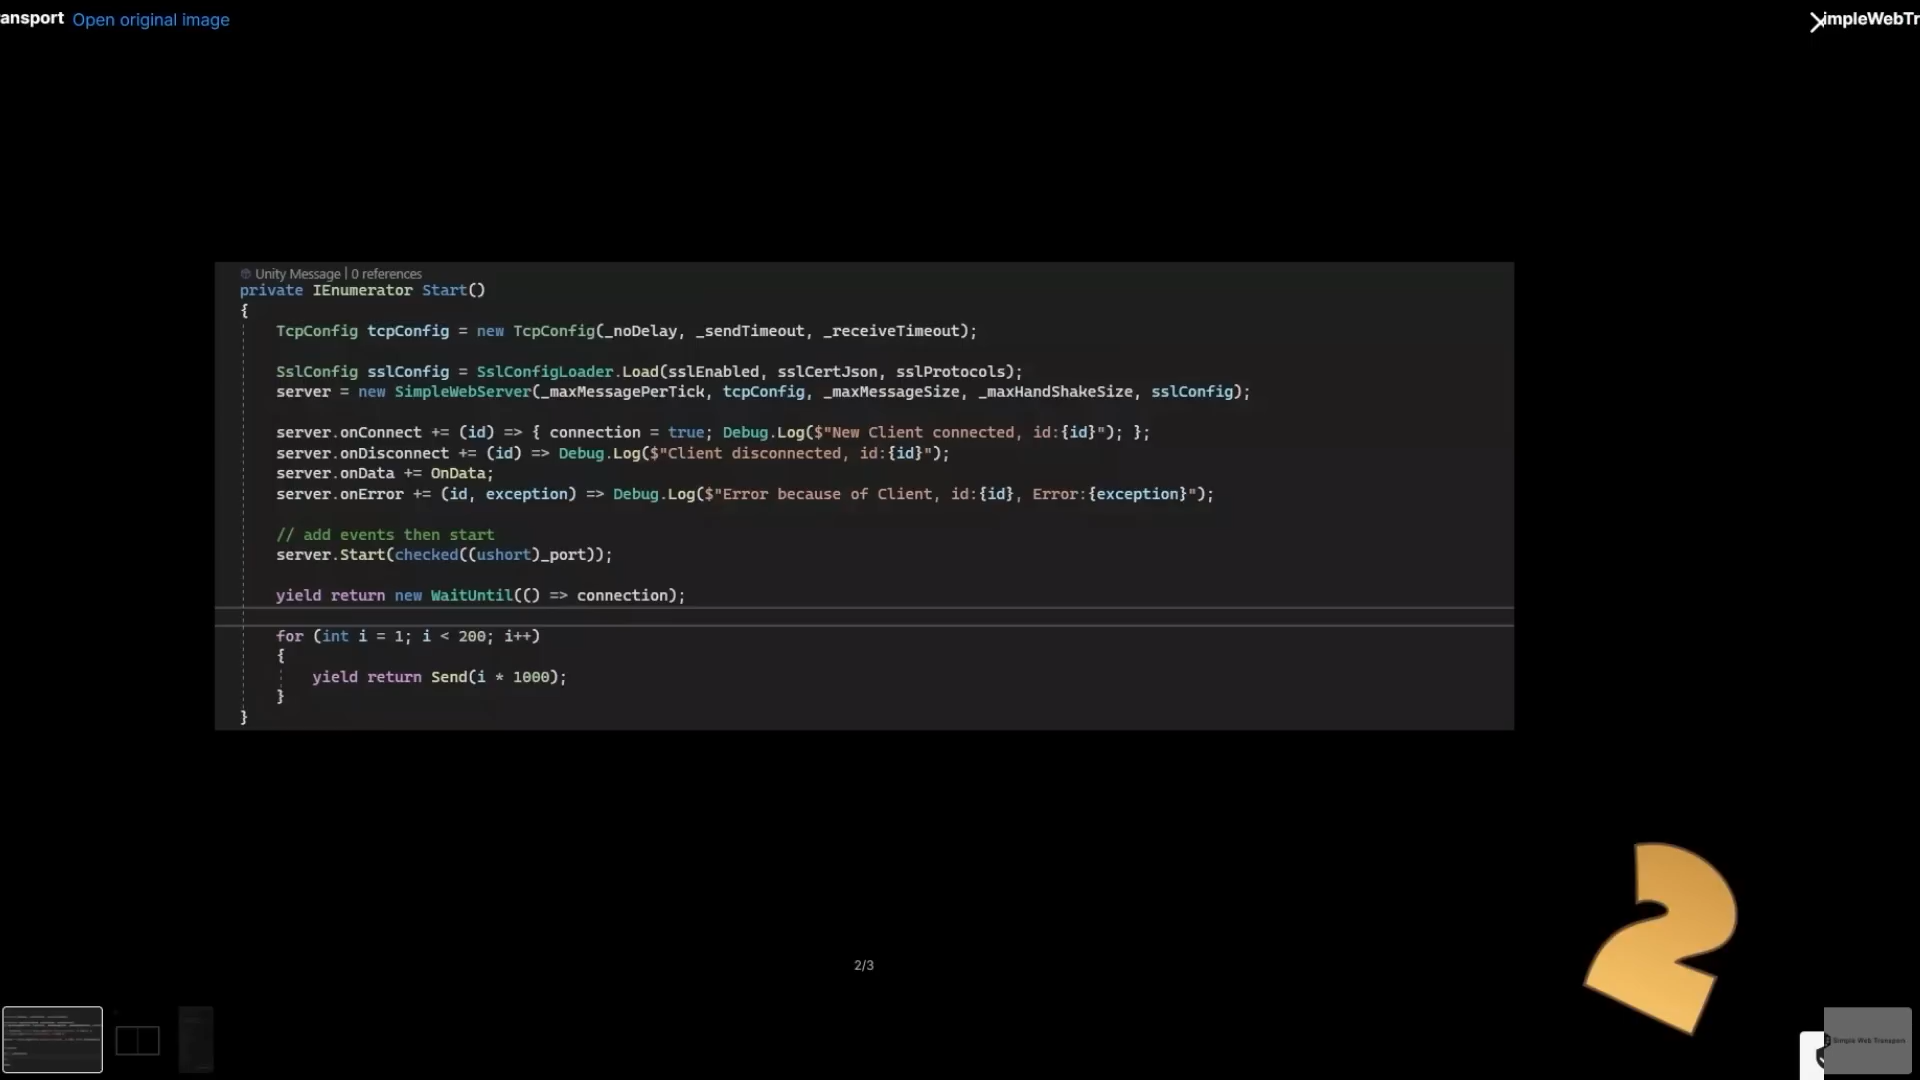 ansport Open original image
impleWebTr
Unity Message | 0 references
private IEnumerator Start()
{
TcpConfig tcpConfig = new TcpConfig(_noDelay, _sendTimeout, _receiveTimeout);
SslConfig sslConfig = SslConfigLoader.Load(sslEnabled, sslCertJson, sslProtocols);
server = new SimpleWebServer(_maxMessagePerTick, tcpConfig, _maxMessageSize, _maxHandShakeSize, sslConfig);
server.onConnect += (id) => { connection = true; Debug.Log($"New Client connected, id:{id}"); };
server.onDisconnect += (id) => Debug.Log($"Client disconnected, id:{id}");
server.onData += OnData;
server.onError += (id, exception) => Debug.Log($"Error because of Client, id:{id}, Error:{exception}");
// add events then start
server.Start(checked((ushort)_port));
yield return new WaitUntil(() => connection);
for (int i = 1; i < 200; i++)
{
yield return Send(i * 1000);
}
}
2
2/3
Simple Web Transport